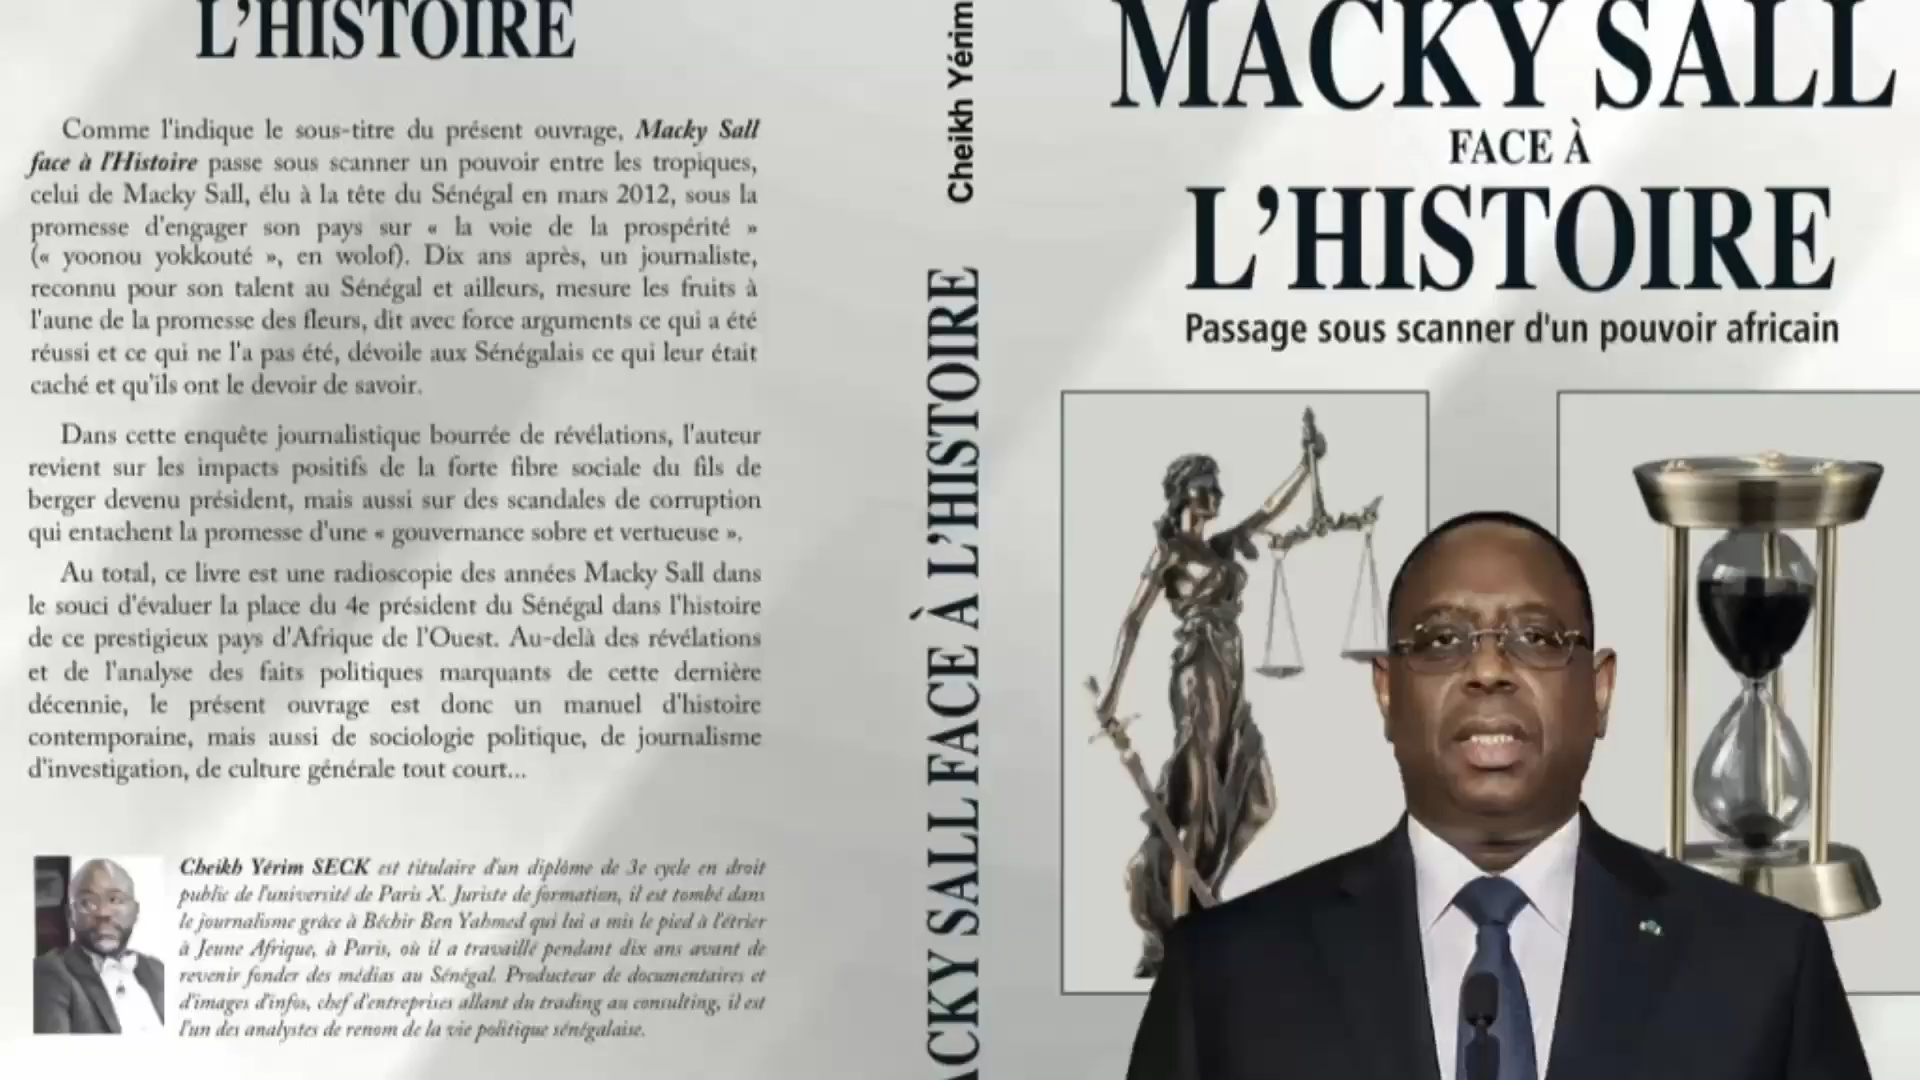 L'HISTOIRE
Comme l'indique le sous-titre du présent ouvrage, Macky Sall
face à l'Histoire passe sous scanner un pouvoir entre les tropiques,
celui de Macky Sall, élu à la tête du Sénégal en mars 2012, sous la
promesse d'engager son pays sur « la voie de la prospérité »
(« yoonou yokkouté », en wolof). Dix ans après, un journaliste,
reconnu pour son talent au Sénégal et ailleurs, mesure les fruits à
l'aune de la promesse des fleurs, dit avec force arguments ce qui a été
réussi et ce qui ne l'a pas été, dévoile aux Sénégalais ce qui leur était
caché et qu'ils ont le devoir de savoir.
Dans cette enquête journalistique bourrée de révélations, l'auteur
revient sur les impacts positifs de la forte fibre sociale du fils de
berger devenu président, mais aussi sur des scandales de corruption
qui entachent la promesse d'une « gouvernance sobre et vertueuse ».
Au total, ce livre est une radioscopie des années Macky Sall dans
le souci d'évaluer la place du 4e président du Sénégal dans l'histoire
de ce prestigieux pays d'Afrique de l'Ouest. Au-delà des révélations
et de l'analyse des faits politiques marquants de cette dernière
décennie, le présent ouvrage est donc un manuel d'histoire
contemporaine, mais aussi de sociologie politique, de journalisme
d'investigation, de culture générale tout court...
Cheikh Yérim SECK est titulaire d'un diplôme de 3e cycle en droit
public de l'université de Paris X. Juriste de formation, il est tombé dans
le journalisme grâce à Béchir Ben Yahmed qui lui a mis le pied à l'étrier
à Jeune Afrique, à Paris, où il a travaillé pendant dix ans avant de
revenir fonder des médias au Sénégal. Producteur de documentaires et
d'images d'infos, chef d'entreprises allant du trading au consulting, il est
l'un des analystes de renom de la vie politique sénégalaise.
ACKY SALL FACE À L'HISTOIRE Cheikh Yérim
MACKY SALL
FACE À
L'HISTOIRE
Passage sous scanner d'un pouvoir africain